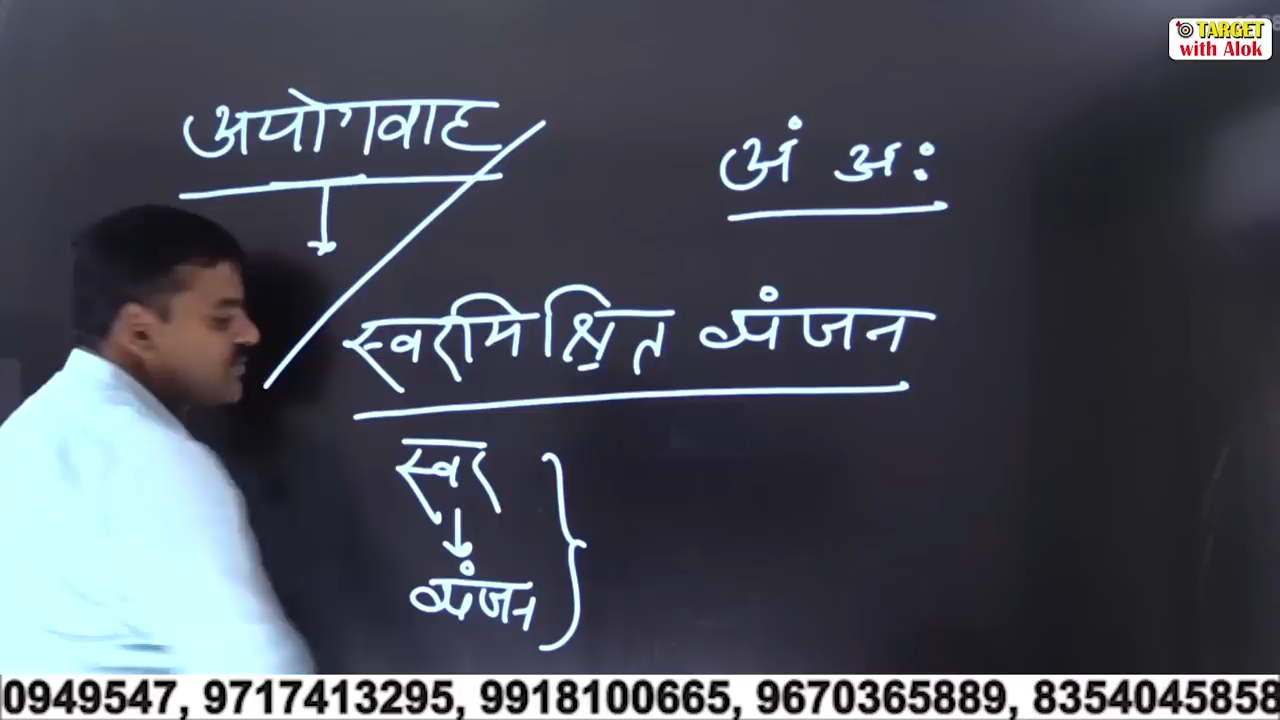 TARGET
with Alok
अयोगवाह
अं अः
स्वरमिश्रित व्यंजन
स्वर
व्यंजन
0949547, 9717413295, 9918100665, 9670365889, 8354045858